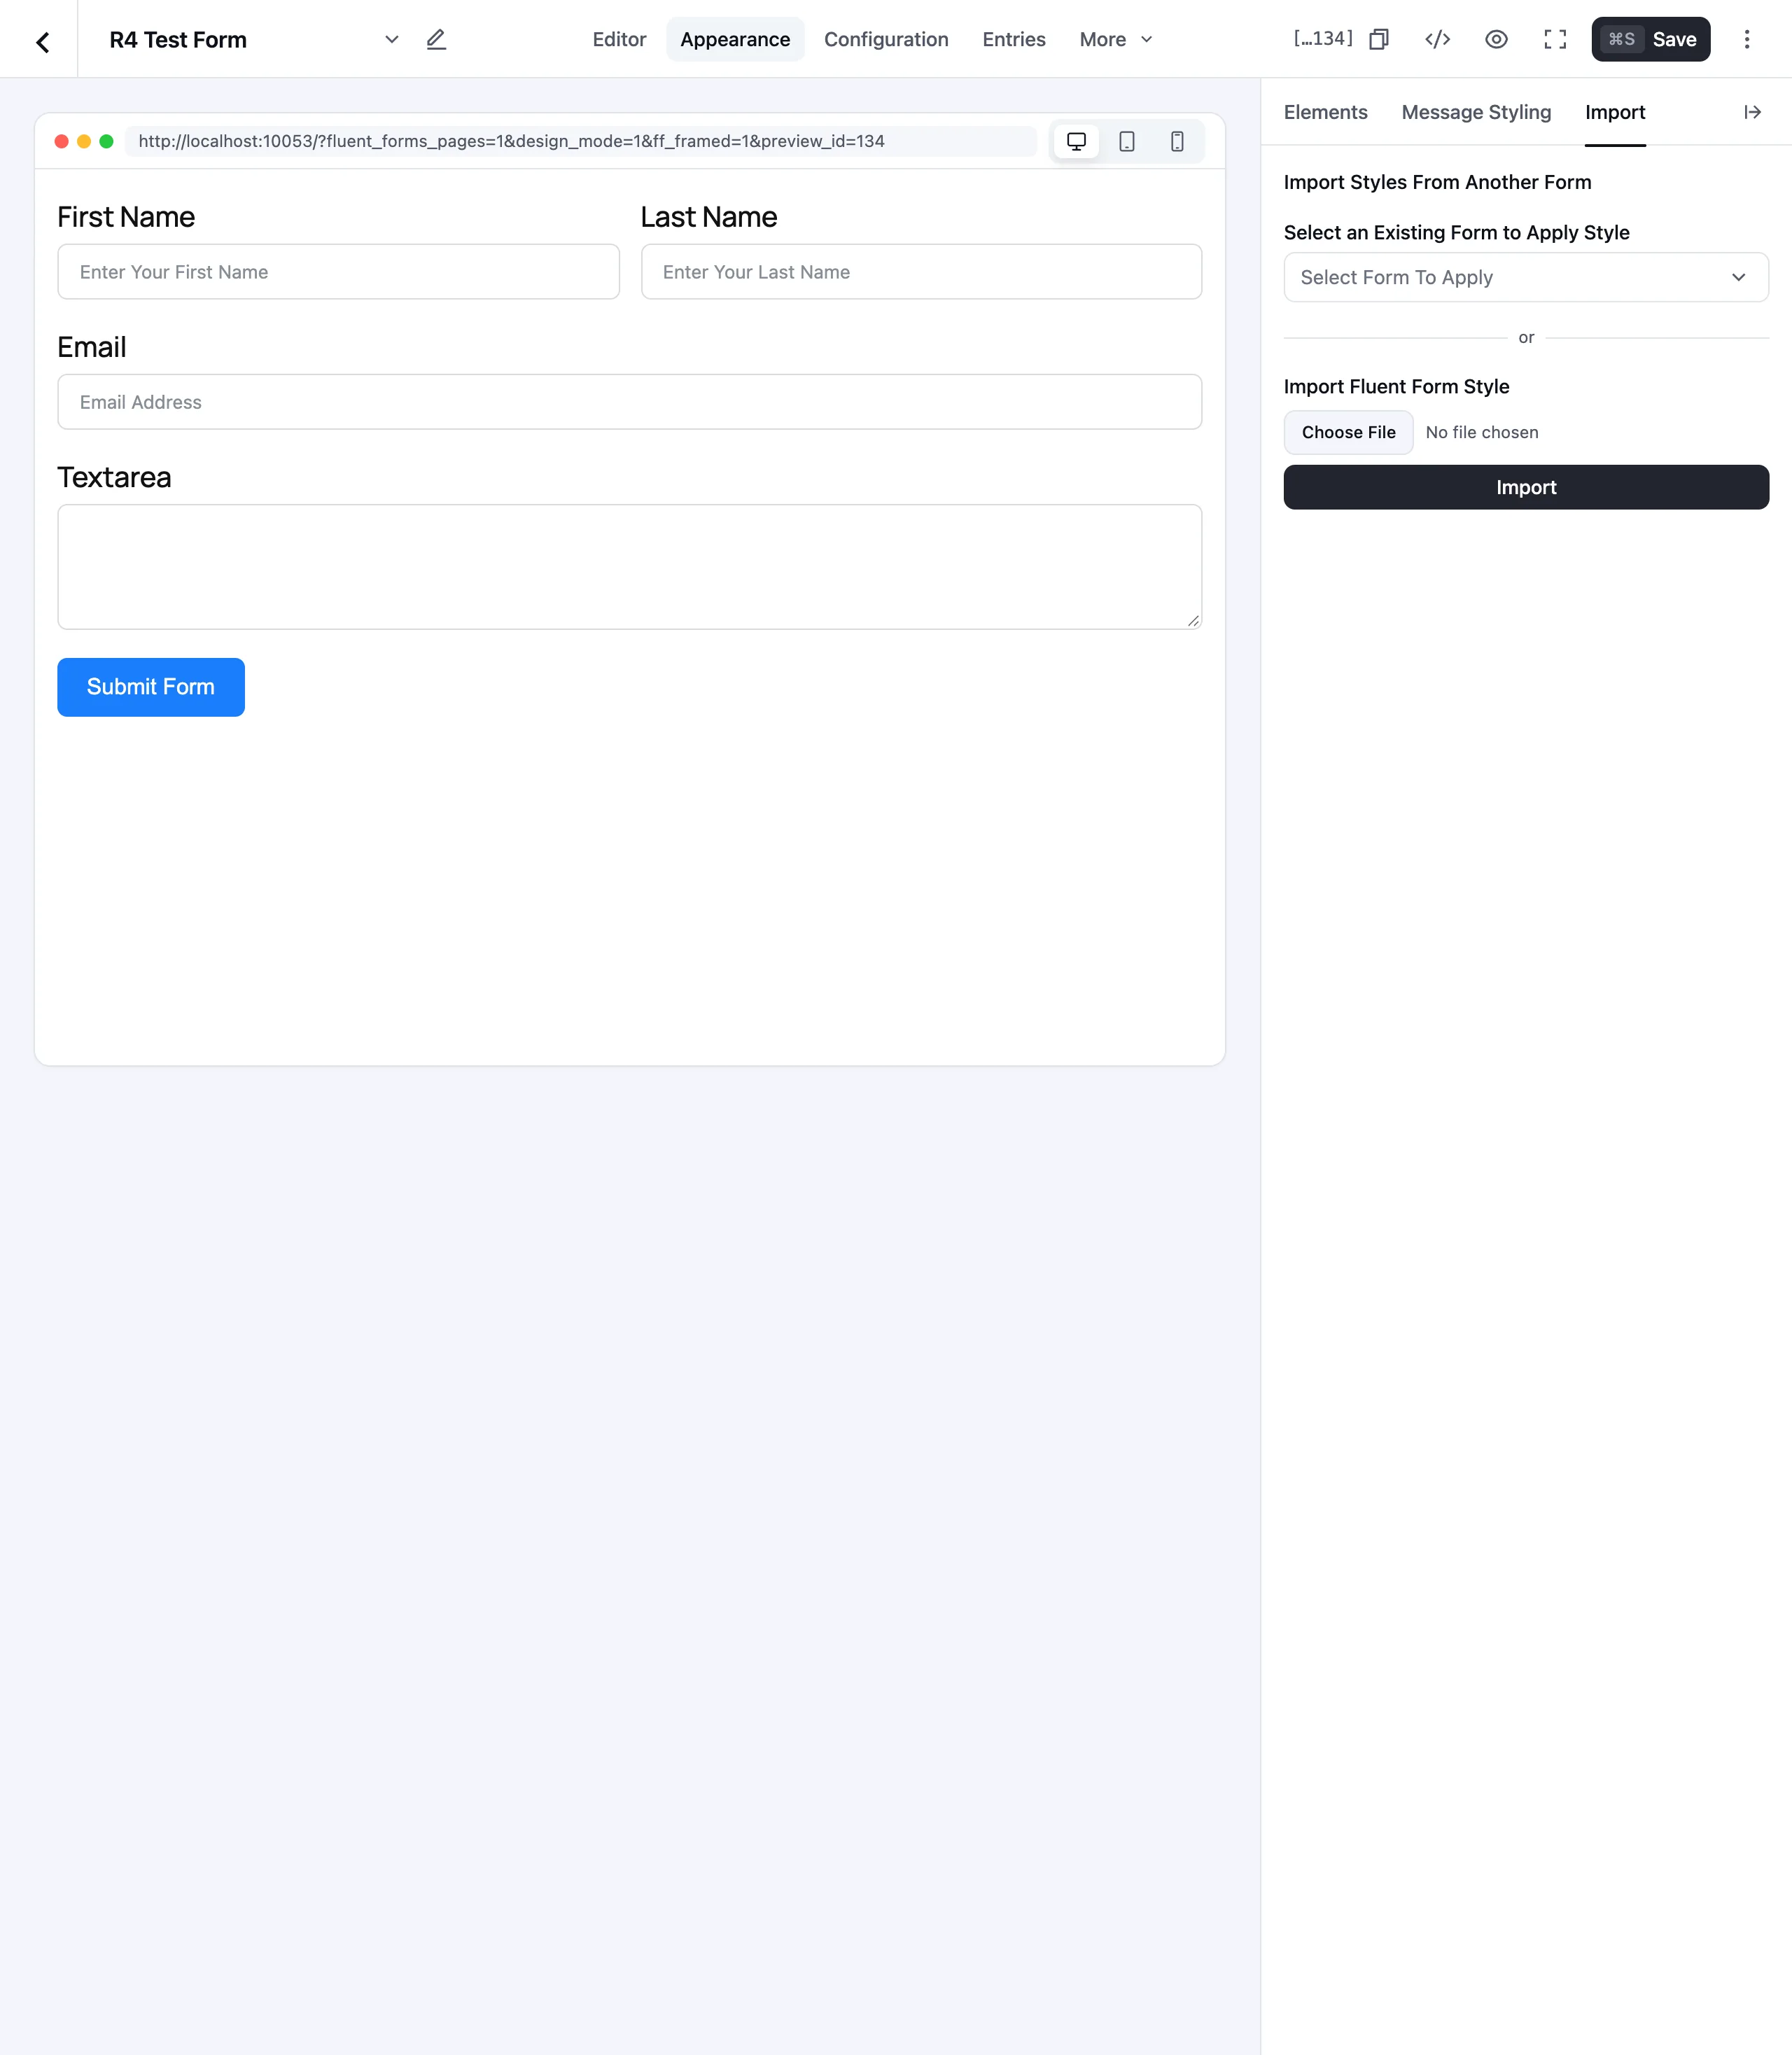 R4 Test Form
Editor
Appearance
Configuration
Entries
More
[…134]
⌘S Save
http://localhost:10053/?fluent_forms_pages=1&design_mode=1&ff_framed=1&preview_id=134
First Name
Last Name
Enter Your First Name
Enter Your Last Name
Email
Email Address
Textarea
Submit Form
Elements
Message Styling
Import
Import Styles From Another Form
Select an Existing Form to Apply Style
Select Form To Apply
or
Import Fluent Form Style
Choose File No file chosen
Import